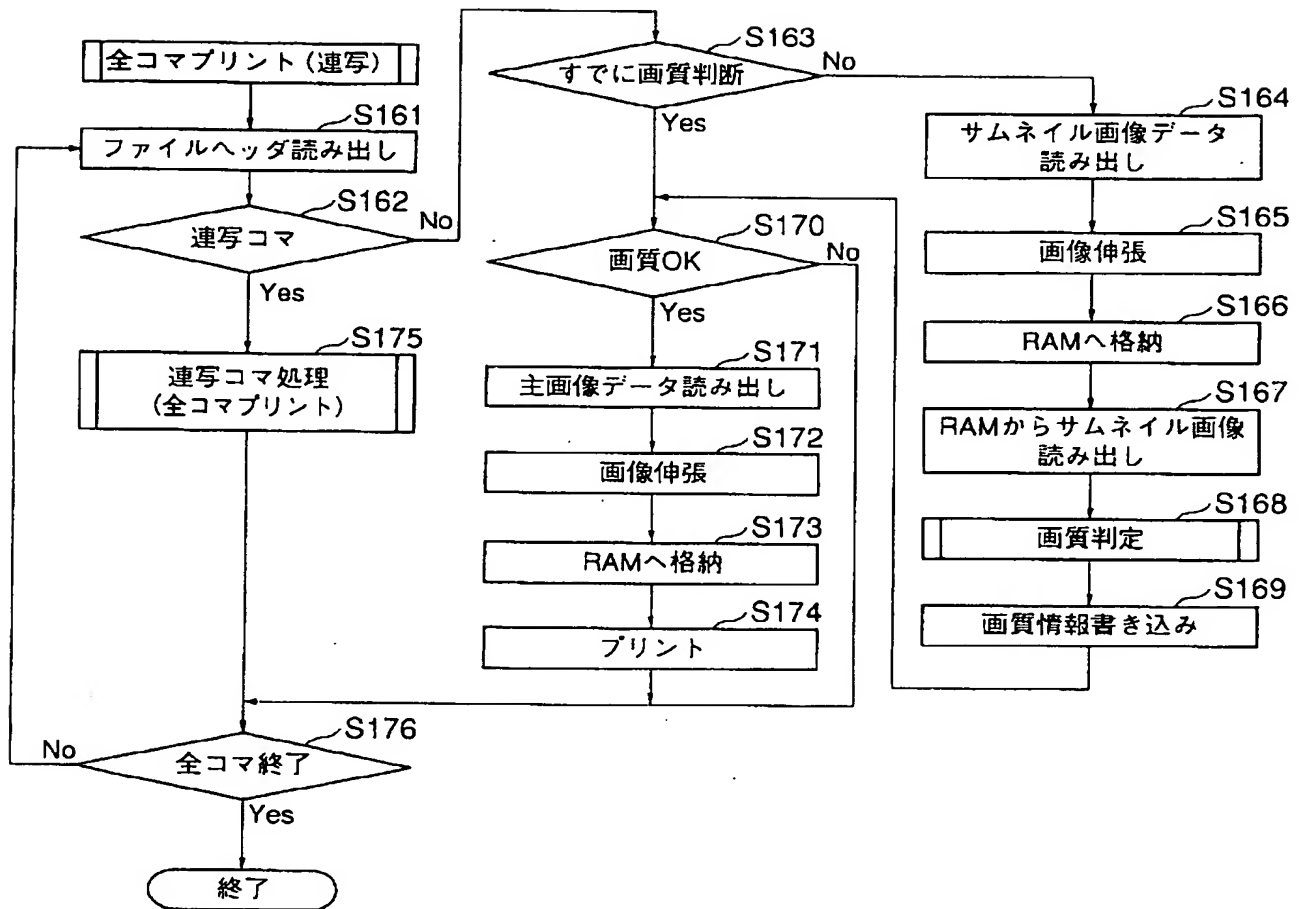 全コマプリント(連写)
S161
ファイルヘッダ読み出し
S162
連写コマ
No
Yes
S175
連写コマ処理
(全コマプリント)
S176
全コマ終了
No
Yes
終了
S163
すでに画質判断
No
Yes
S170
画質OK
No
Yes
S171
主画像データ読み出し
S172
画像伸張
S173
RAMへ格納
S174
プリント
S164
サムネイル画像データ
読み出し
S165
画像伸張
S166
RAMへ格納
S167
RAMからサムネイル画像
読み出し
S168
画質判定
S169
画質情報書き込み